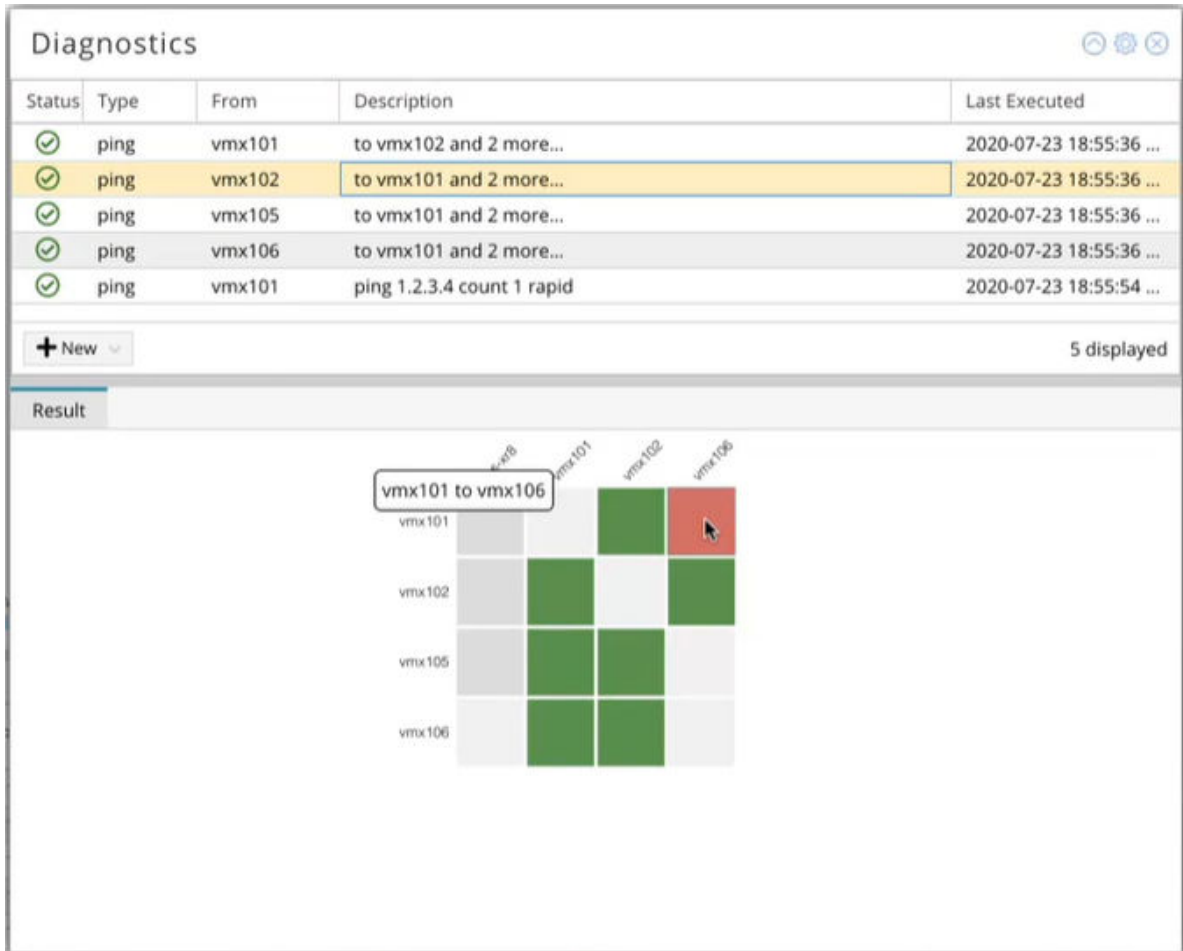 Diagnostics
Status Type From Description Last Executed
ping vmx101 to vmx102 and 2 more... 2020-07-23 18:55:36 ...
ping vmx102 to vmx101 and 2 more... 2020-07-23 18:55:36 ...
ping vmx105 to vmx101 and 2 more... 2020-07-23 18:55:36 ...
ping vmx106 to vmx101 and 2 more... 2020-07-23 18:55:36 ...
ping vmx101 ping 1.2.3.4 count 1 rapid 2020-07-23 18:55:54 ...
New 5 displayed
Result
vmx101 vmx102 vmx106
vmx101 to vmx106
vmx101
vmx102
vmx105
vmx106